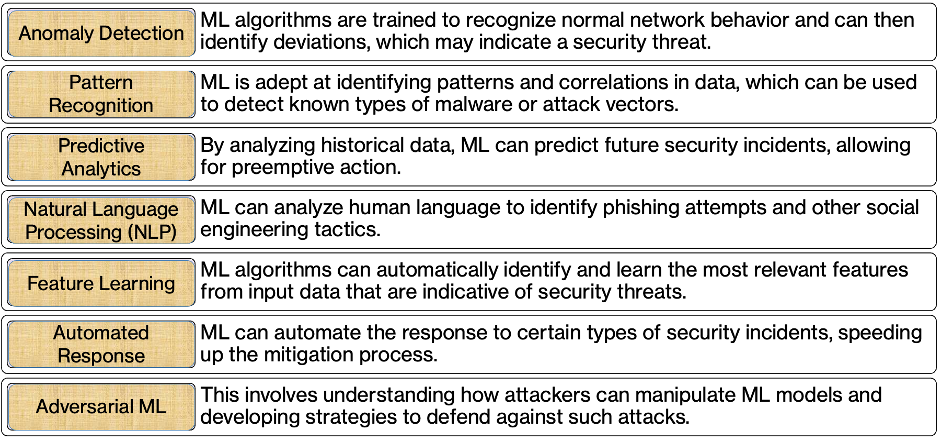 Anomaly Detection
ML algorithms are trained to recognize normal network behavior and can then
identify deviations, which may indicate a security threat.
Pattern
Recognition
ML is adept at identifying patterns and correlations in data, which can be used
to detect known types of malware or attack vectors.
Predictive
Analytics
By analyzing historical data, ML can predict future security incidents, allowing
for preemptive action.
Natural Language
Processing (NLP)
ML can analyze human language to identify phishing attempts and other social
engineering tactics.
Feature Learning
ML algorithms can automatically identify and learn the most relevant features
from input data that are indicative of security threats.
Automated
Response
ML can automate the response to certain types of security incidents, speeding
up the mitigation process.
Adversarial ML
This involves understanding how attackers can manipulate ML models and
developing strategies to defend against such attacks.